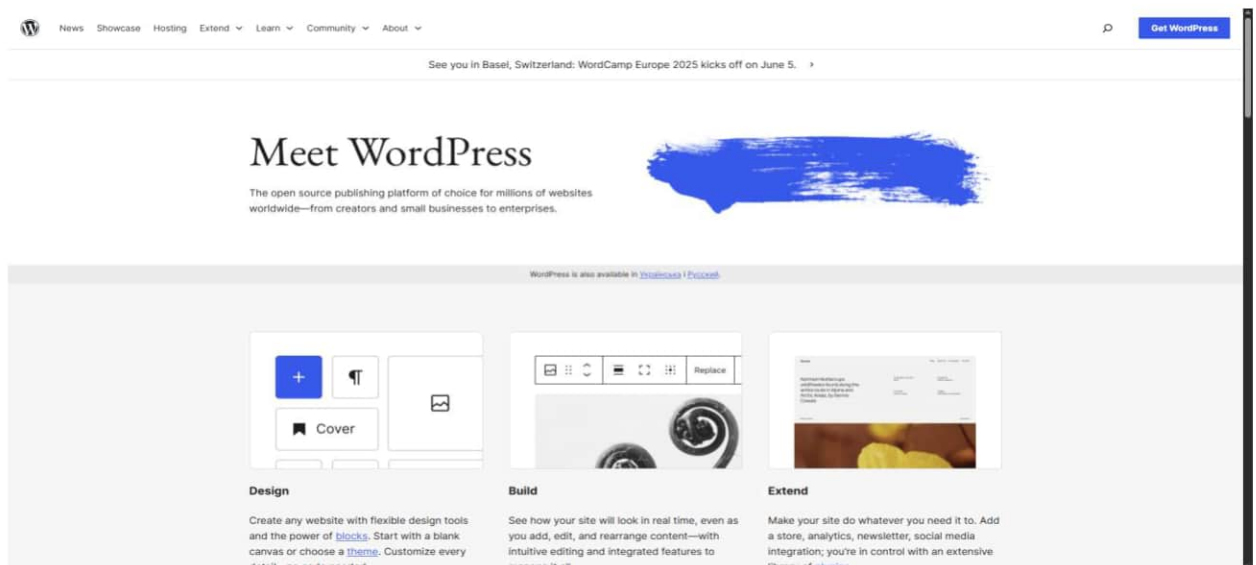 News Showcase Hosting Extend Learn Community About Get WordPress
See you in Basel, Switzerland: WordCamp Europe 2025 kicks off on June 5.
Meet WordPress
The open source publishing platform of choice for millions of websites
worldwide—from creators and small businesses to enterprises.
WordPress is also available in Українська і Русский.
Cover
Replace
Design
Create any website with flexible design tools
and the power of blocks. Start with a blank
canvas or choose a theme. Customize every
Build
See how your site will look in real time, even as
you add, edit, and rearrange content—with
intuitive editing and integrated features to
Extend
Make your site do whatever you need it to. Add
a store, analytics, newsletter, social media
integration; you're in control with an extensive